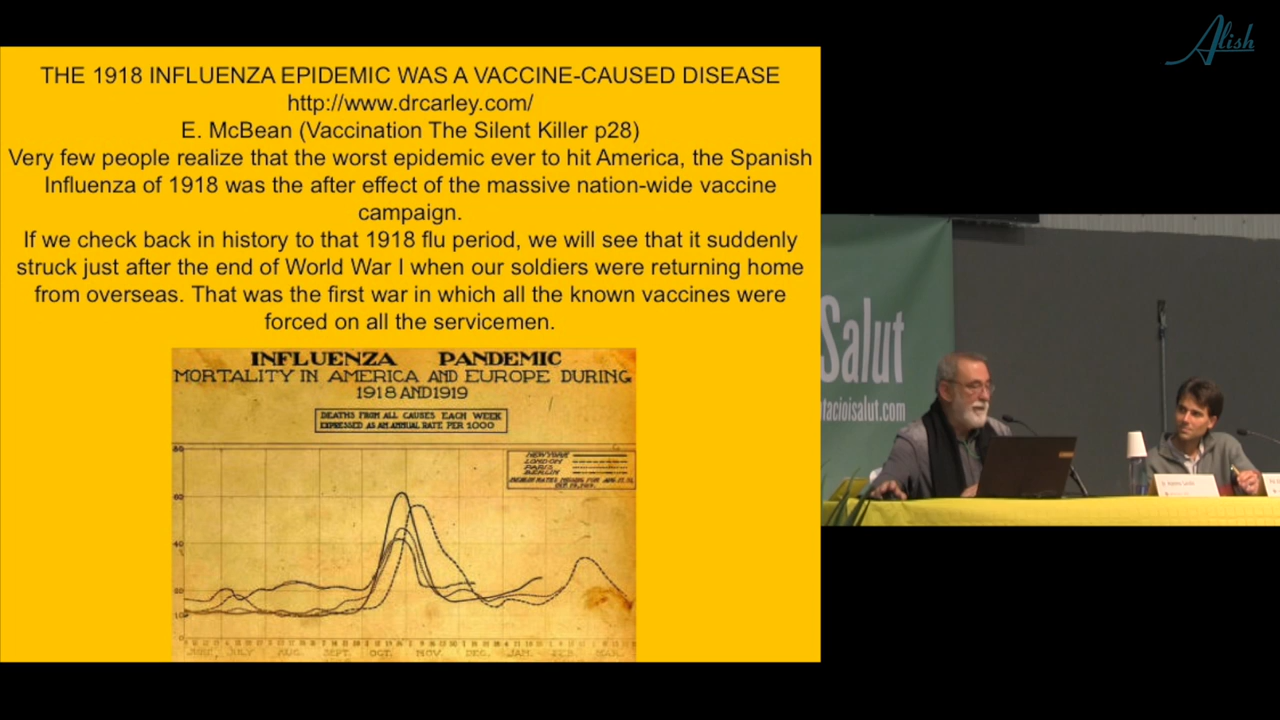 THE 1918 INFLUENZA EPIDEMIC WAS A VACCINE-CAUSED DISEASE
http://www.drcarley.com/
E. McBean (Vaccination The Silent Killer p28)
Very few people realize that the worst epidemic ever to hit America, the Spanish
Influenza of 1918 was the after effect of the massive nation-wide vaccine
campaign.
If we check back in history to that 1918 flu period, we will see that it suddenly
struck just after the end of World War I when our soldiers were returning home
from overseas. That was the first war in which all the known vaccines were
forced on all the servicemen.
INFLUENZA PANDEMIC
MORTALITY IN AMERICA AND EUROPE DURING
1918 AND 1919
DEATHS FROM ALL CAUSES EACH WEEK
EXPRESSED AS AN ANNUAL RATE PER 1000
NEW YORK
LONDON
PARIS
BERLIN
60
40
JUNE JULY AUG. SEPT. OCT. NOV. DEC. JAN. FEB. MAR.
Alish
Salut
tacioisalut.com